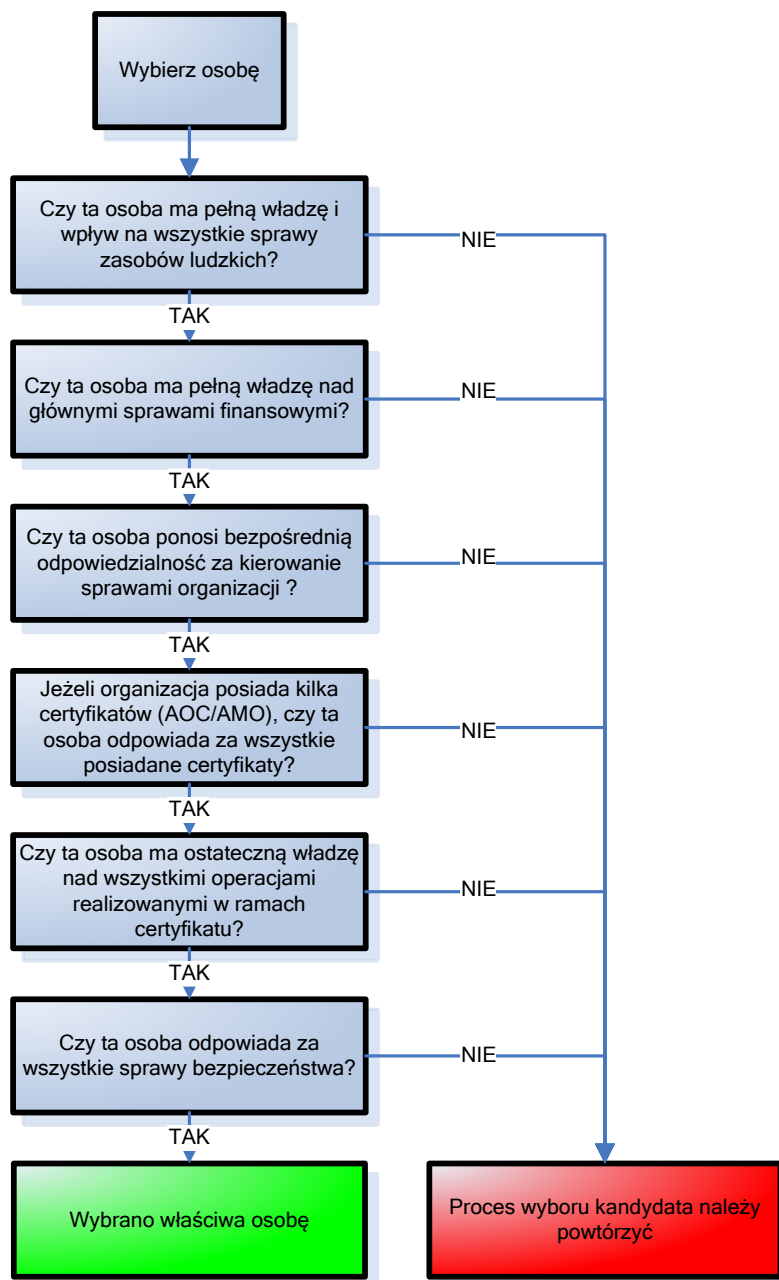 Wybierz osobę
Czy ta osoba ma pełną władzę i
wpływ na wszystkie sprawy
zasobów ludzkich?
NIE
TAK
Czy ta osoba ma pełną władzę nad
głównymi sprawami finansowymi?
NIE
TAK
Czy ta osoba ponosi bezpośrednią
odpowiedzialność za kierowanie
sprawami organizacji ?
NIE
TAK
Jeżeli organizacja posiada kilka
certyfikatów (AOC/AMO), czy ta
osoba odpowiada za wszystkie
posiadane certyfikaty?
NIE
TAK
Czy ta osoba ma ostateczną władzę
nad wszystkimi operacjami
realizowanymi w ramach
certyfikatu?
NIE
TAK
Czy ta osoba odpowiada za
wszystkie sprawy bezpieczeństwa?
NIE
TAK
Wybrano właściwa osobę
Proces wyboru kandydata należy
powtórzyć